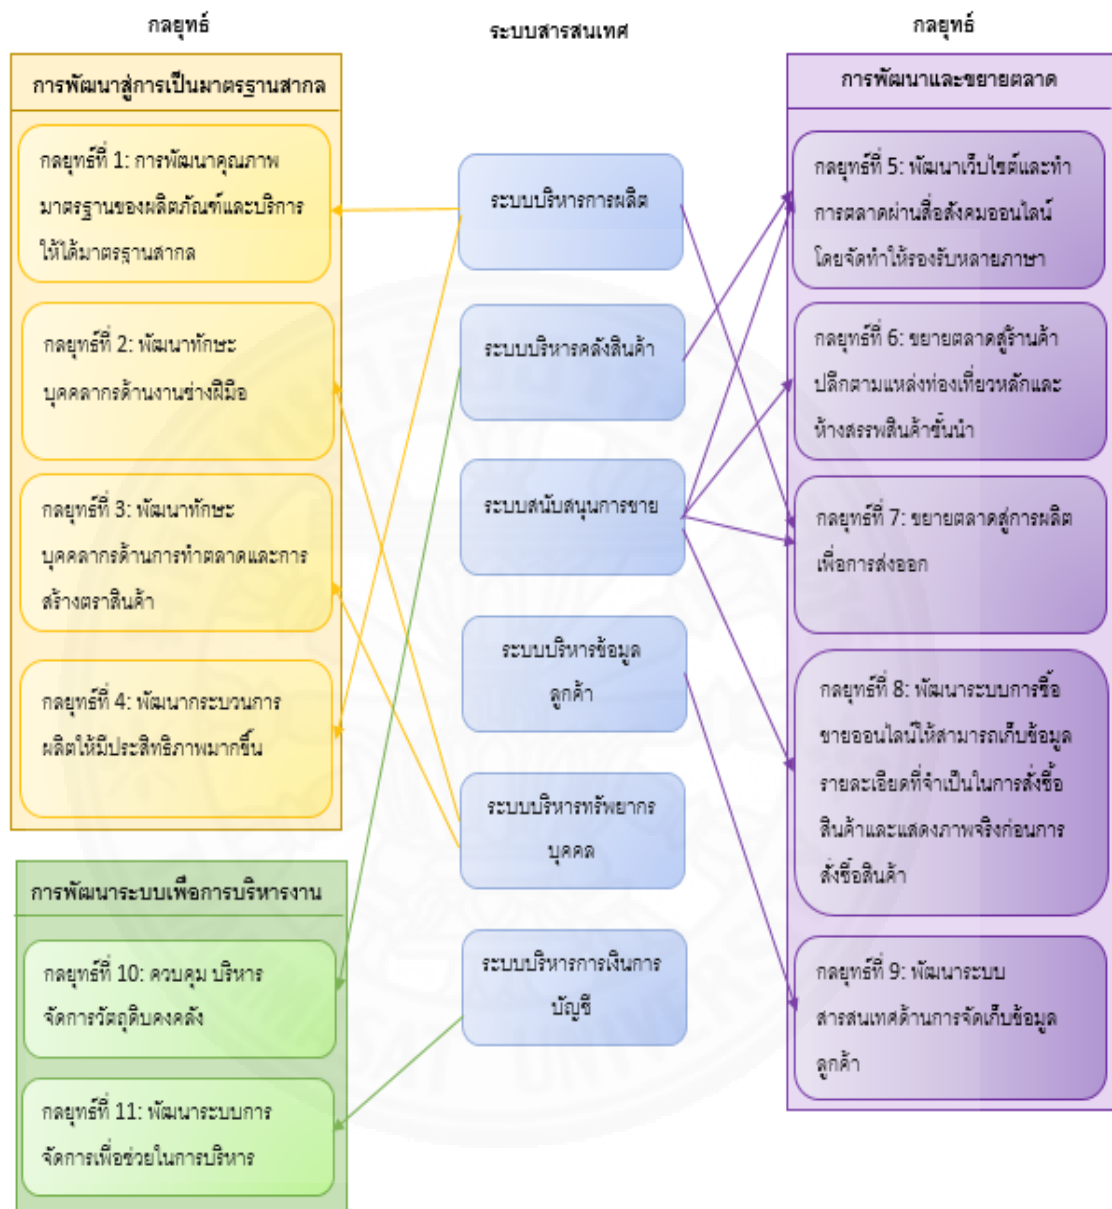 กลยุทธ์
ระบบสารสนเทศ
กลยุทธ์
การพัฒนาสู่การเป็นมาตรฐานสากล
กลยุทธ์ที่ 1: การพัฒนาคุณภาพ
มาตรฐานของผลิตภัณฑ์และบริการ
ให้ได้มาตรฐานสากล
กลยุทธ์ที่ 2: พัฒนาทักษะ
บุคคลากรด้านงานช่างฝีมือ
กลยุทธ์ที่ 3: พัฒนาทักษะ
บุคคลากรด้านการทำตลาดและการ
สร้างตราสินค้า
กลยุทธ์ที่ 4: พัฒนากระบวนการ
ผลิตให้มีประสิทธิภาพมากขึ้น
การพัฒนาระบบเพื่อการบริหารงาน
กลยุทธ์ที่ 10: ควบคุม บริหาร
จัดการวัตถุดิบคงคลัง
กลยุทธ์ที่ 11: พัฒนาระบบการ
จัดการเพื่อช่วยในการบริหาร
ระบบบริหารการผลิต
ระบบบริหารคลังสินค้า
ระบบสนับสนุนการขาย
ระบบบริหารข้อมูล
ลูกค้า
ระบบบริหารทรัพยากร
บุคคล
ระบบบริหารการเงินการ
บัญชี
การพัฒนาและขยายตลาด
กลยุทธ์ที่ 5: พัฒนาเว็บไซต์และทำ
การตลาดผ่านสื่อสังคมออนไลน์
โดยจัดทำให้รองรับหลายภาษา
กลยุทธ์ที่ 6: ขยายตลาดสู่ร้านค้า
ปลีกตามแหล่งท่องเที่ยวหลักและ
ห้างสรรพสินค้าชั้นนำ
กลยุทธ์ที่ 7: ขยายตลาดสู่การผลิต
เพื่อการส่งออก
กลยุทธ์ที่ 8: พัฒนาระบบการซื้อ
ขายออนไลน์ให้สามารถเก็บข้อมูล
รายละเอียดที่จำเป็นในการสั่งซื้อ
สินค้าและแสดงภาพจริงก่อนการ
สั่งซื้อสินค้า
กลยุทธ์ที่ 9: พัฒนาระบบ
สารสนเทศด้านการจัดเก็บข้อมูล
ลูกค้า